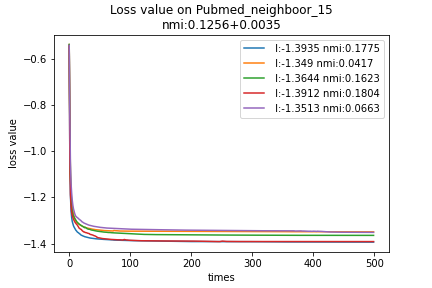 Loss value on Pubmed_neighboor_15
nmi:0.1256+0.0035
l:-1.3935 nmi:0.1775
l:-1.349 nmi:0.0417
l:-1.3644 nmi:0.1623
l:-1.3912 nmi:0.1804
l:-1.3513 nmi:0.0663
loss value
−0.6
−0.8
−1.0
−1.2
−1.4
0 100 200 300 400 500
times